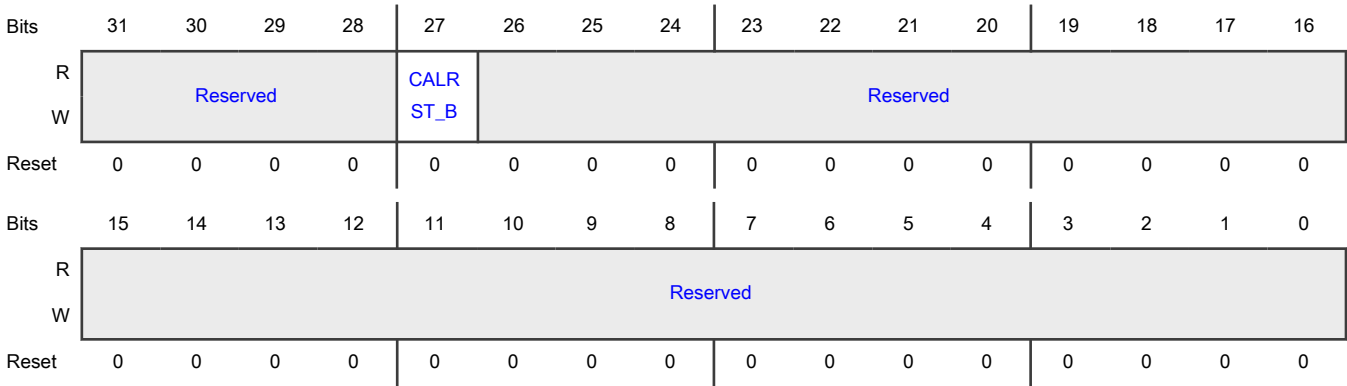 Bits 31 30 29 28 27 26 25 24 23 22 21 20 19 18 17 16
R
Reserved CALR Reserved
W ST_B
Reset 0 0 0 0 0 0 0 0 0 0 0 0 0 0 0 0
Bits 15 14 13 12 11 10 9 8 7 6 5 4 3 2 1 0
R
Reserved
W
Reset 0 0 0 0 0 0 0 0 0 0 0 0 0 0 0 0